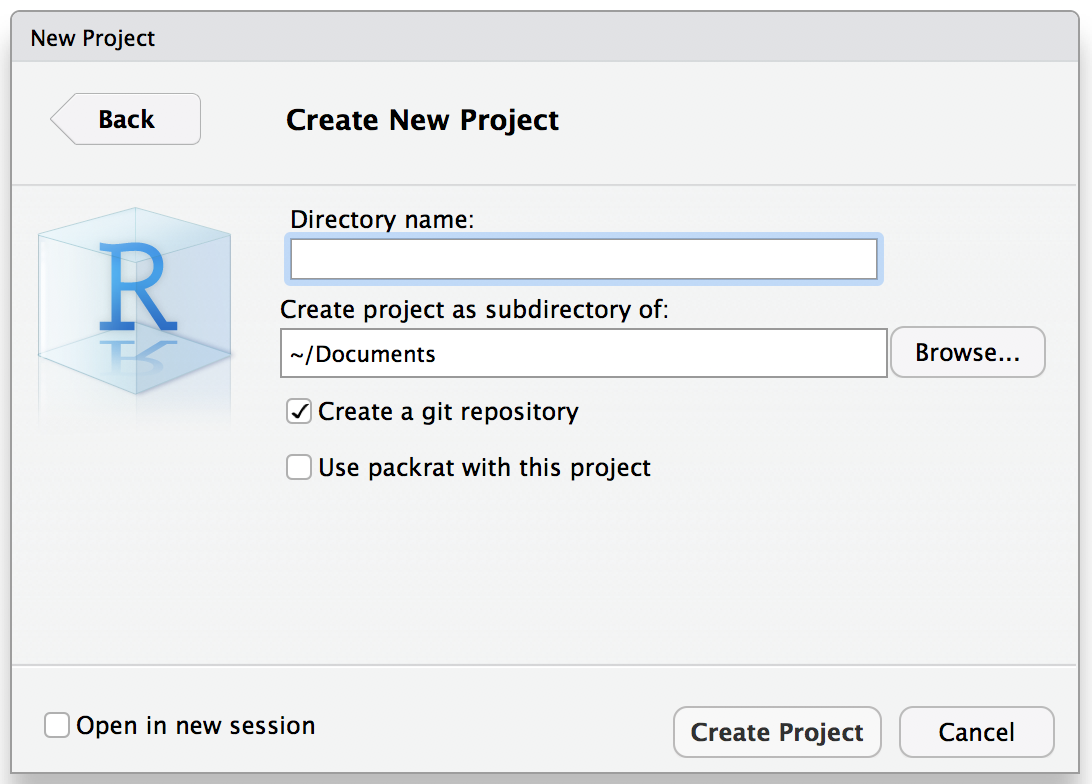 New Project
Back
Create New Project
R
Directory name:
Create project as subdirectory of:
~/Documents
Browse...
Create a git repository
Use packrat with this project
Open in new session
Create Project
Cancel